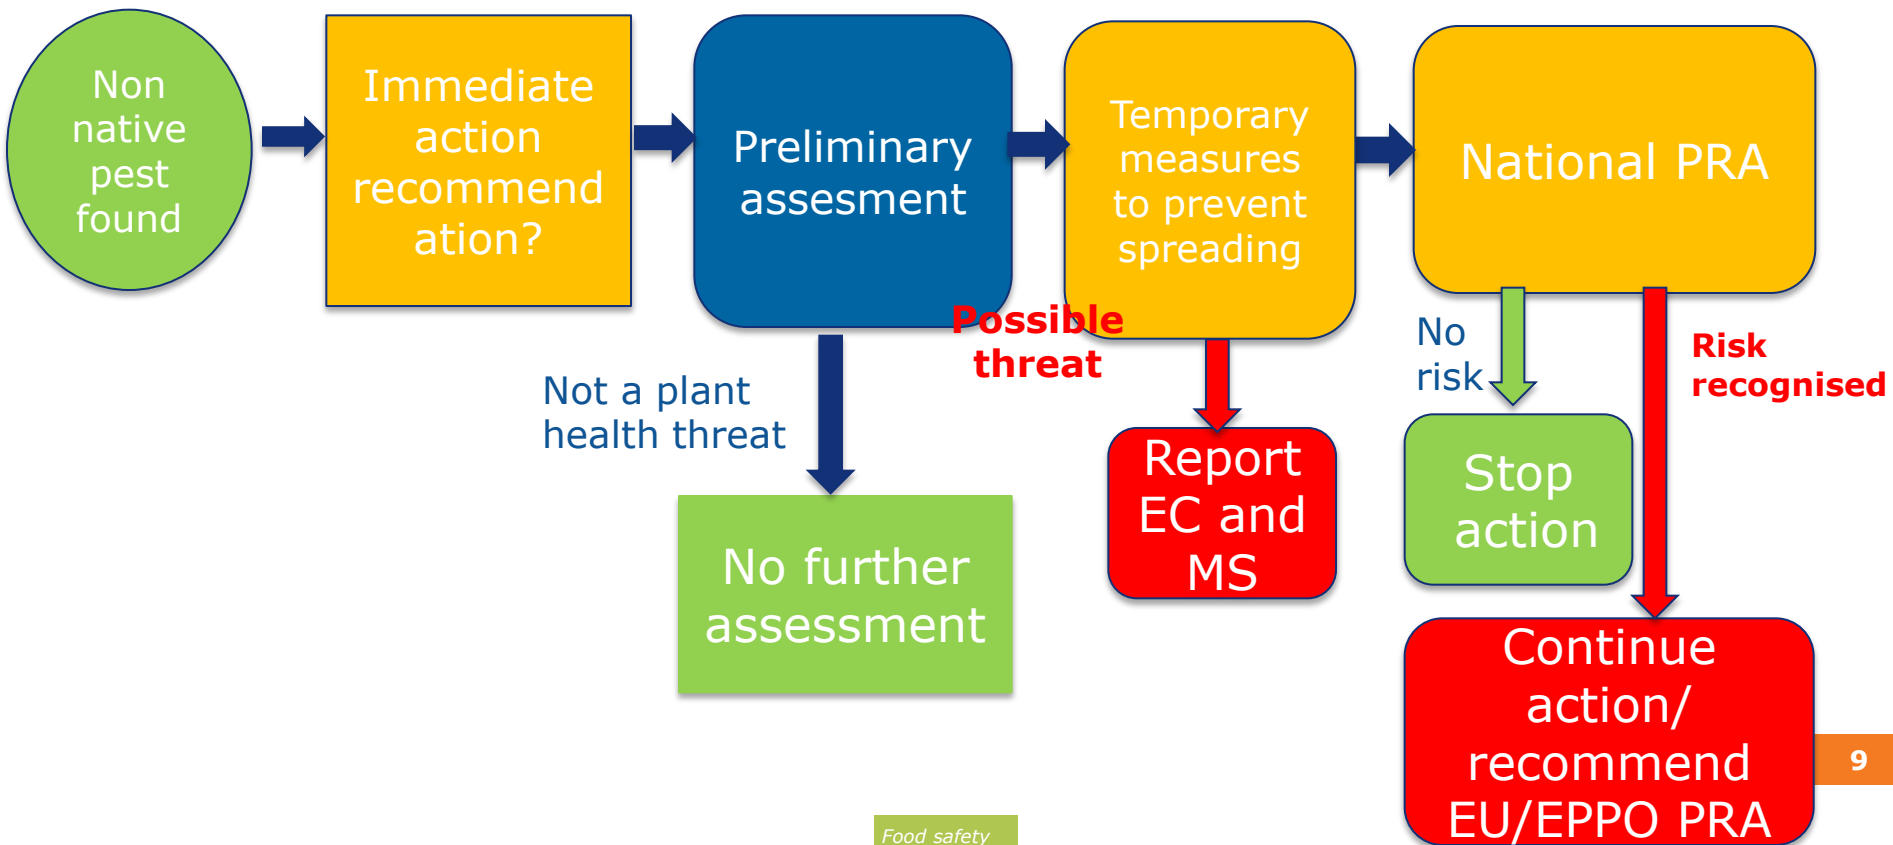 Non
native
pest
found
Immediate
action
recommend
ation?
Preliminary
assesment
Temporary
measures
to prevent
spreading
National PRA
Possible
threat
No
risk
Risk
recognised
Not a plant
health threat
Report
EC and
MS
Stop
action
No further
assessment
Continue
action/
recommend
EU/EPPO PRA
9
Food safety